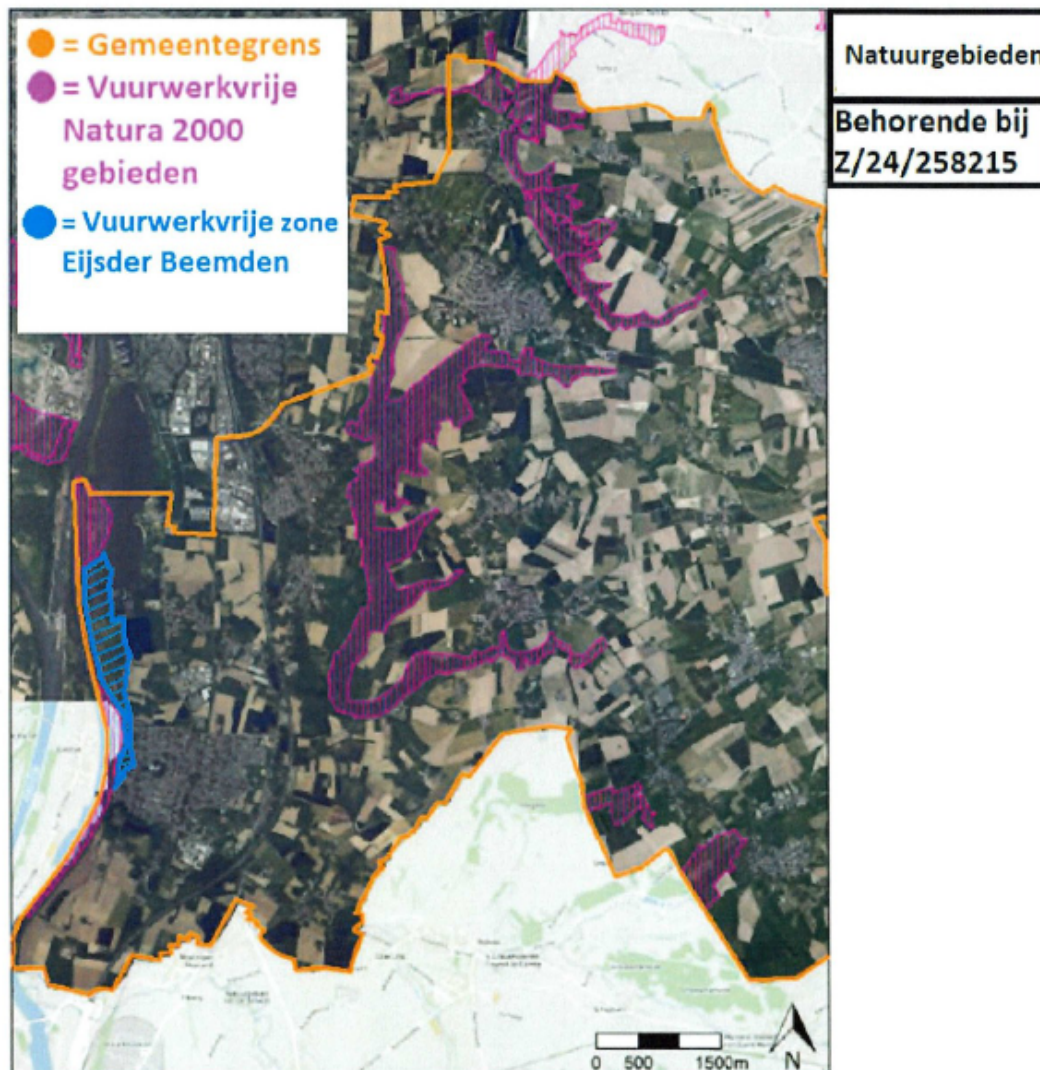 = Gemeentegrens
= Vuurwerkvrije
Natura 2000
gebieden
= Vuurwerkvrije zone
Eijsder Beemden
Natuurgebieden
Behorende bij
Z/24/258215
0 500 1500m
N